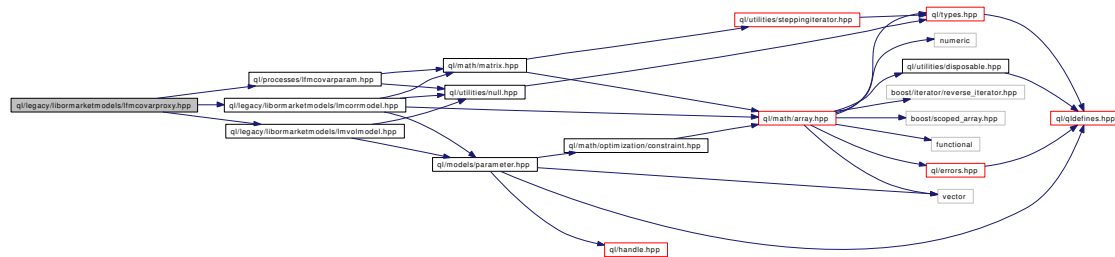 ql/legacy/libormarketmodels/lfmcovarproxy.hpp
ql/processes/lfmcovarparam.hpp
ql/legacy/libormarketmodels/lmcorrmodel.hpp
ql/legacy/libormarketmodels/lmvolmodel.hpp
ql/math/matrix.hpp
ql/utilities/null.hpp
ql/models/parameter.hpp
ql/utilities/steppingiterator.hpp
ql/math/optimization/constraint.hpp
ql/handle.hpp
ql/math/array.hpp
ql/types.hpp
numeric
ql/utilities/disposable.hpp
boost/iterator/reverse_iterator.hpp
boost/scoped_array.hpp
functional
ql/errors.hpp
vector
ql/qldefines.hpp